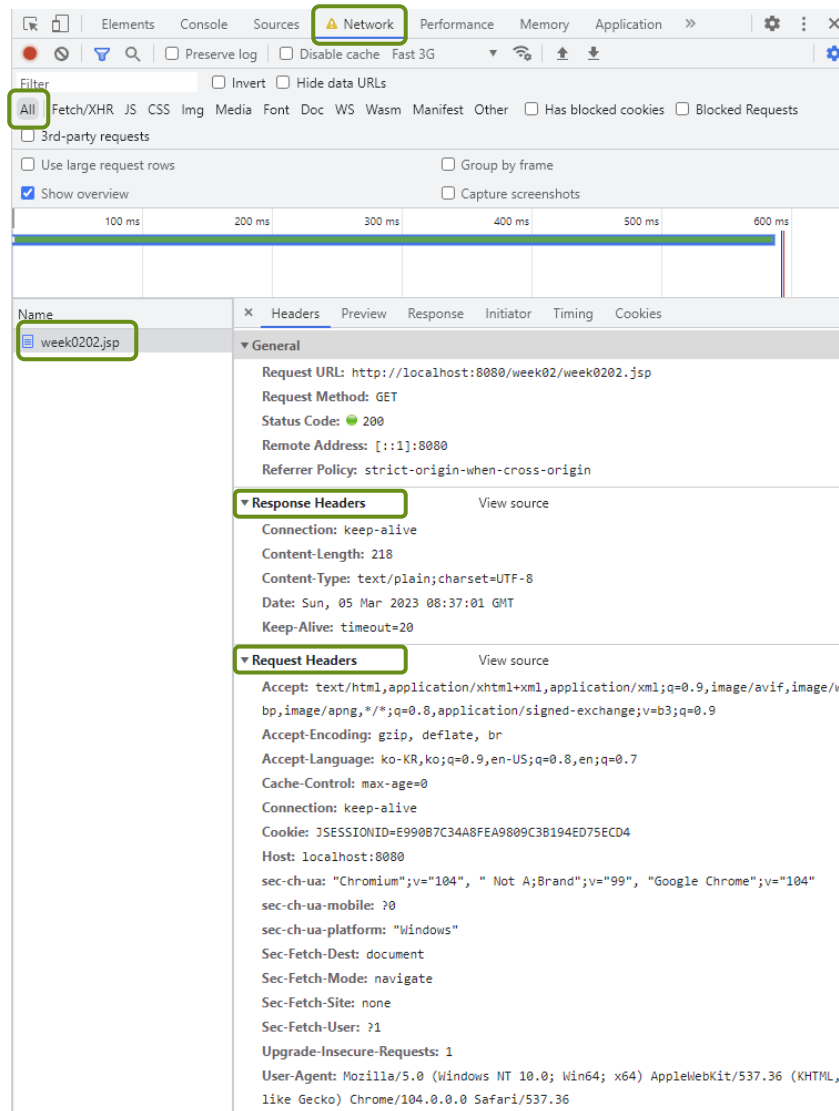 Elements Console Sources Network Performance Memory Application »
Preserve log Disable cache Fast 3G
Filter Invert Hide data URLs
All Fetch/XHR JS CSS Img Media Font Doc WS Wasm Manifest Other Has blocked cookies Blocked Requests
3rd-party requests
Use large request rows Group by frame
Show overview Capture screenshots
100 ms 200 ms 300 ms 400 ms 500 ms 600 ms
Name × Headers Preview Response Initiator Timing Cookies
week0202.jsp
General
Request URL: http://localhost:8080/week02/week0202.jsp
Request Method: GET
Status Code: 200
Remote Address: [::1]:8080
Referrer Policy: strict-origin-when-cross-origin
Response Headers View source
Connection: keep-alive
Content-Length: 218
Content-Type: text/plain;charset=UTF-8
Date: Sun, 05 Mar 2023 08:37:01 GMT
Keep-Alive: timeout=20
Request Headers View source
Accept: text/html,application/xhtml+xml,application/xml;q=0.9,image/avif,image/w
bp,image/apng,*/*;q=0.8,application/signed-exchange;v=b3;q=0.9
Accept-Encoding: gzip, deflate, br
Accept-Language: ko-KR,ko;q=0.9,en-US;q=0.8,en;q=0.7
Cache-Control: max-age=0
Connection: keep-alive
Cookie: JSESSIONID=E990B7C34A8FEA9809C3B194ED75ECD4
Host: localhost:8080
sec-ch-ua: "Chromium";v="104", " Not A;Brand";v="99", "Google Chrome";v="104"
sec-ch-ua-mobile: ?0
sec-ch-ua-platform: "Windows"
Sec-Fetch-Dest: document
Sec-Fetch-Mode: navigate
Sec-Fetch-Site: none
Sec-Fetch-User: ?1
Upgrade-Insecure-Requests: 1
User-Agent: Mozilla/5.0 (Windows NT 10.0; Win64; x64) AppleWebKit/537.36 (KHTML,
like Gecko) Chrome/104.0.0.0 Safari/537.36